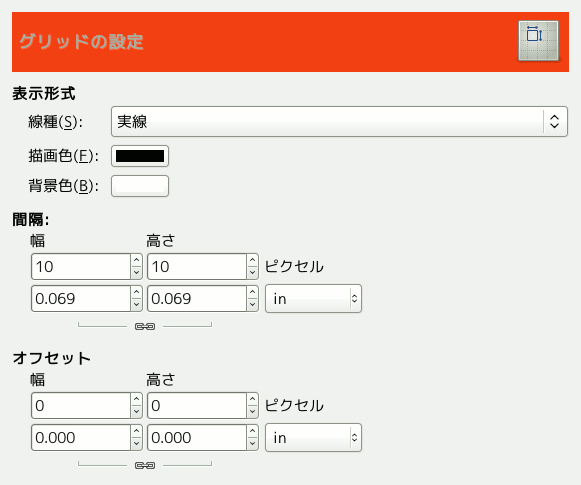 グリッドの設定
表示形式
線種(S): 実線
描画色(F):
背景色(B):
間隔:
幅 高さ
10 10 ピクセル
0.069 0.069 in
オフセット
幅 高さ
0 0 ピクセル
0.000 0.000 in